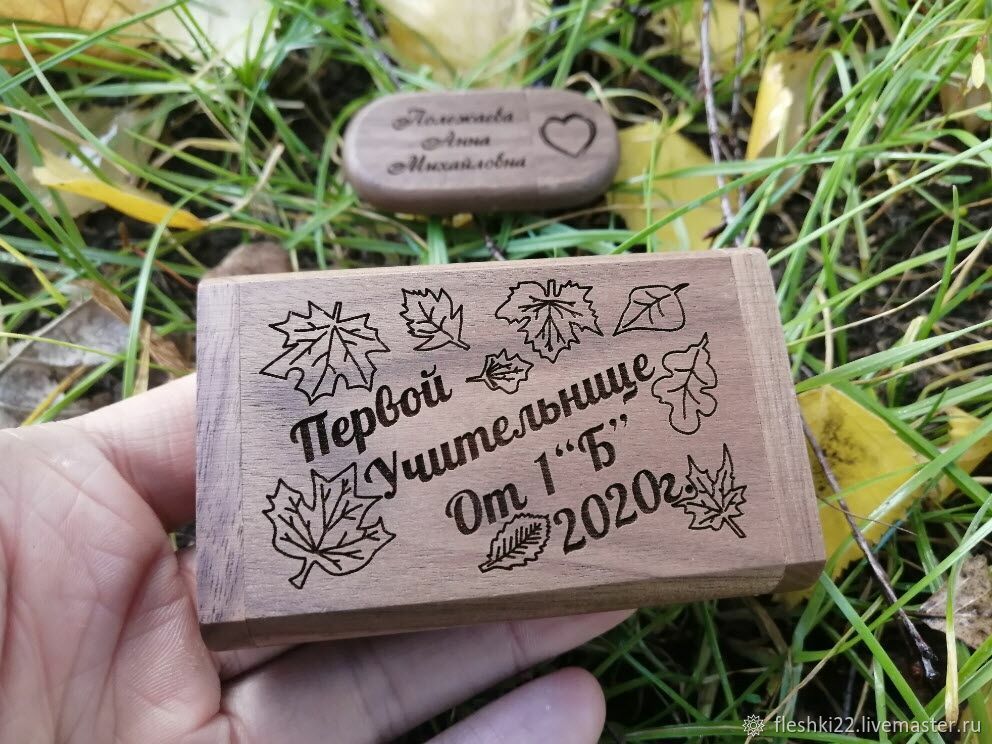 Полежаева
Анна
Михайловна
Первой
Учительнице
От 1 "Б"
2020г.
fleshki22.livemaster.ru